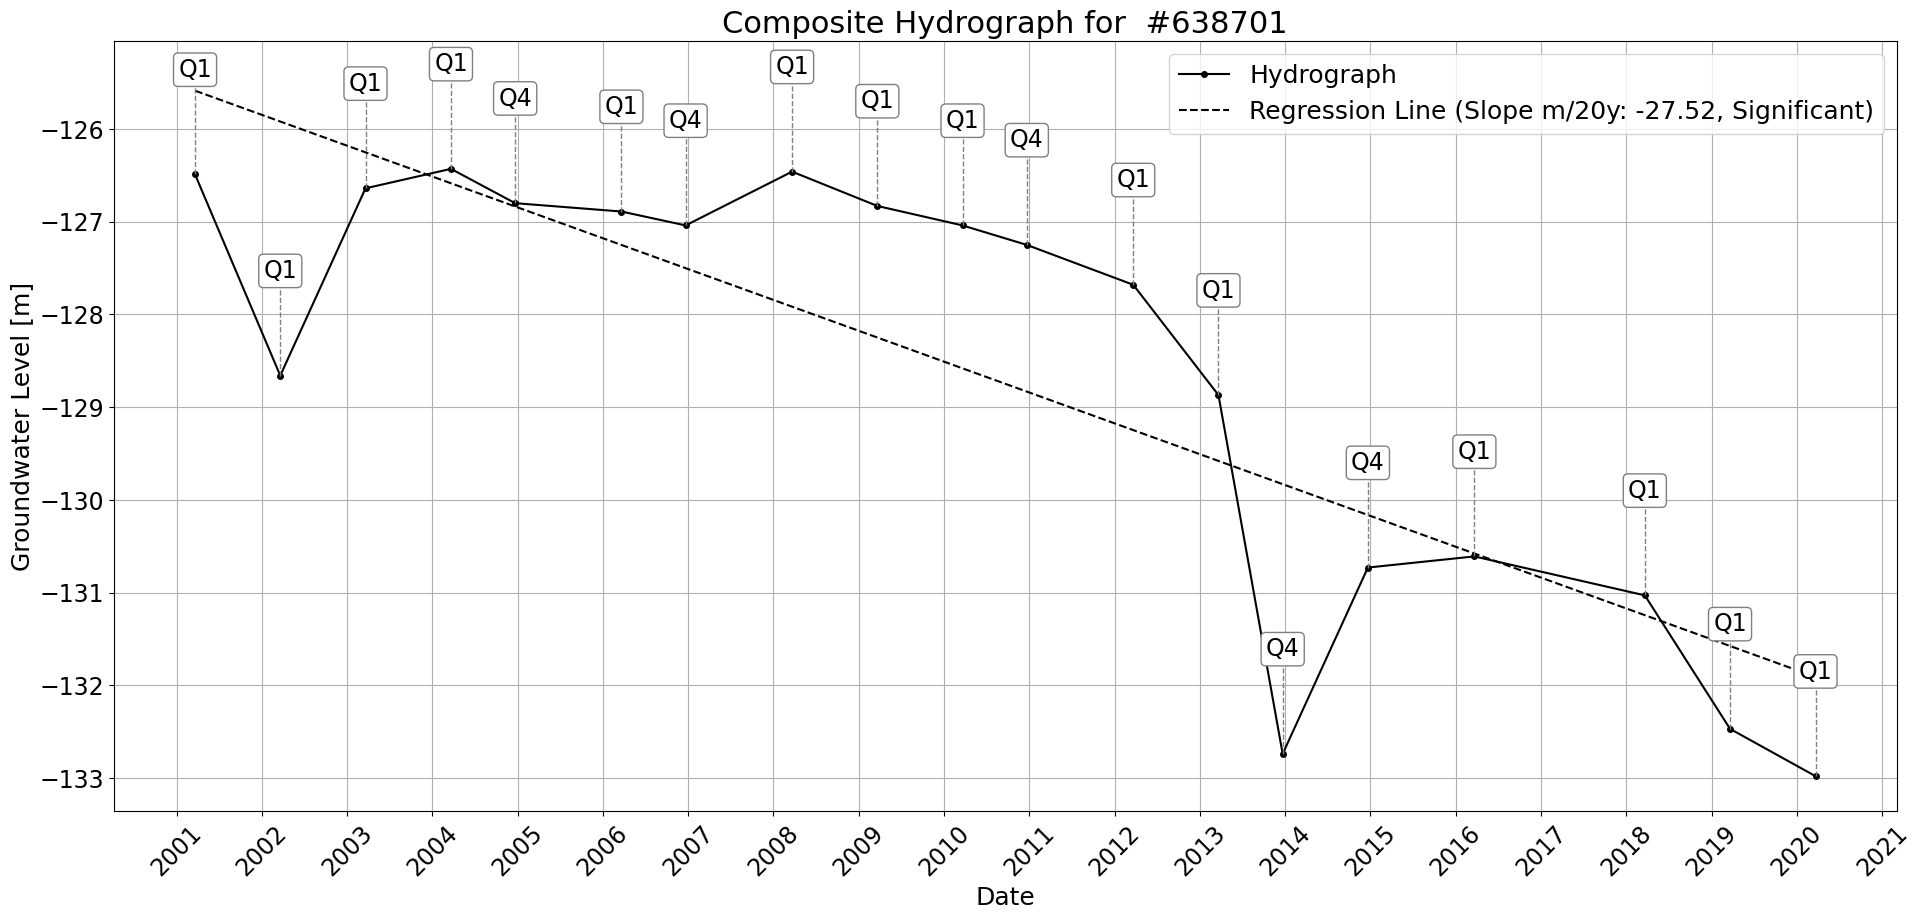 Composite Hydrograph for  #638701
Hydrograph
Regression Line (Slope m/20y: -27.52, Significant)
Q1
Q1
Q1
Q1
Q4
Q1
Q4
Q1
Q1
Q1
Q4
Q1
Q1
Q4
Q4
Q1
Q1
Q1
Q1
Groundwater Level [m]
−126
−127
−128
−129
−130
−131
−132
−133
2001
2002
2003
2004
2005
2006
2007
2008
2009
2010
2011
2012
2013
2014
2015
2016
2017
2018
2019
2020
2021
Date